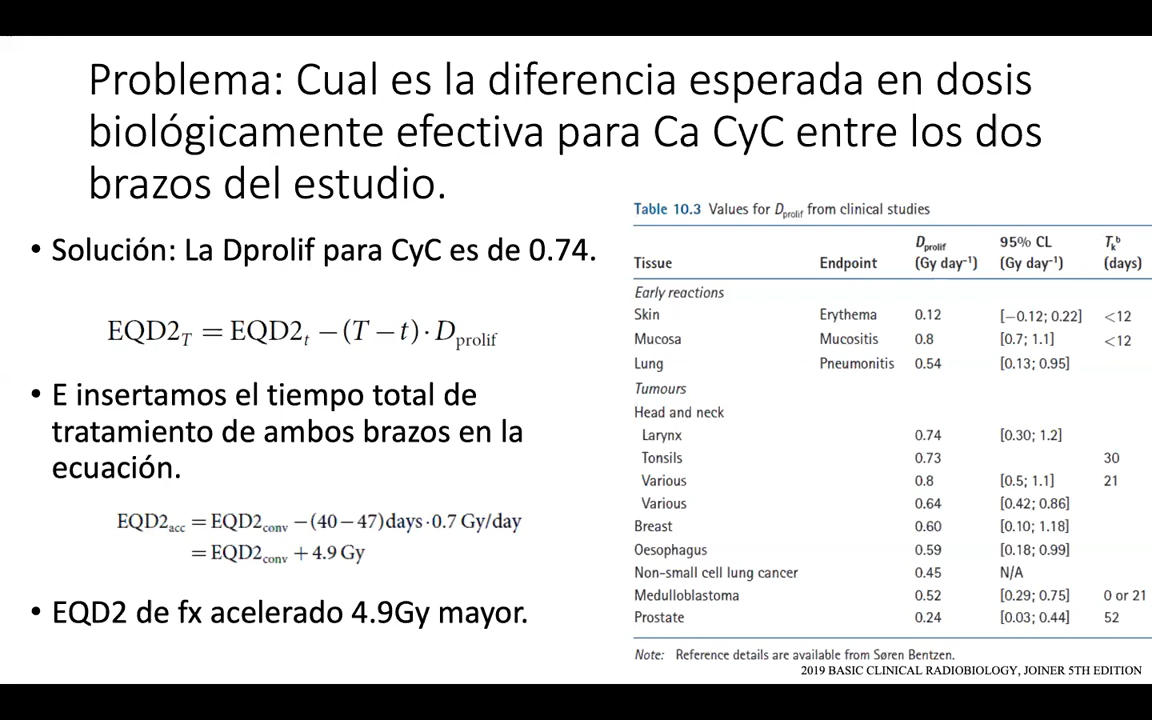 Problema: Cual es la diferencia esperada en dosis
biológicamente efectiva para Ca CyC entre los dos
brazos del estudio.
• Solución: La Dprolif para CyC es de 0.74.
EQD2_T = EQD2_t − (T − t) · D_prolif
• E insertamos el tiempo total de
tratamiento de ambos brazos en la
ecuación.
EQD2_acc = EQD2_conv − (40 − 47)days · 0.7 Gy/day
= EQD2_conv + 4.9 Gy
• EQD2 de fx acelerado 4.9Gy mayor.
Table 10.3 Values for D_prolif from clinical studies
D_prolif 95% CL T_k^b
Tissue Endpoint (Gy day⁻¹) (Gy day⁻¹) (days)
Early reactions
Skin Erythema 0.12 [−0.12; 0.22] <12
Mucosa Mucositis 0.8 [0.7; 1.1] <12
Lung Pneumonitis 0.54 [0.13; 0.95]
Tumours
Head and neck
Larynx 0.74 [0.30; 1.2]
Tonsils 0.73 30
Various 0.8 [0.5; 1.1] 21
Various 0.64 [0.42; 0.86]
Breast 0.60 [0.10; 1.18]
Oesophagus 0.59 [0.18; 0.99]
Non-small cell lung cancer 0.45 N/A
Medulloblastoma 0.52 [0.29; 0.75] 0 or 21
Prostate 0.24 [0.03; 0.44] 52
Note: Reference details are available from Søren Bentzen.
2019 BASIC CLINICAL RADIOBIOLOGY, JOINER 5TH EDITION